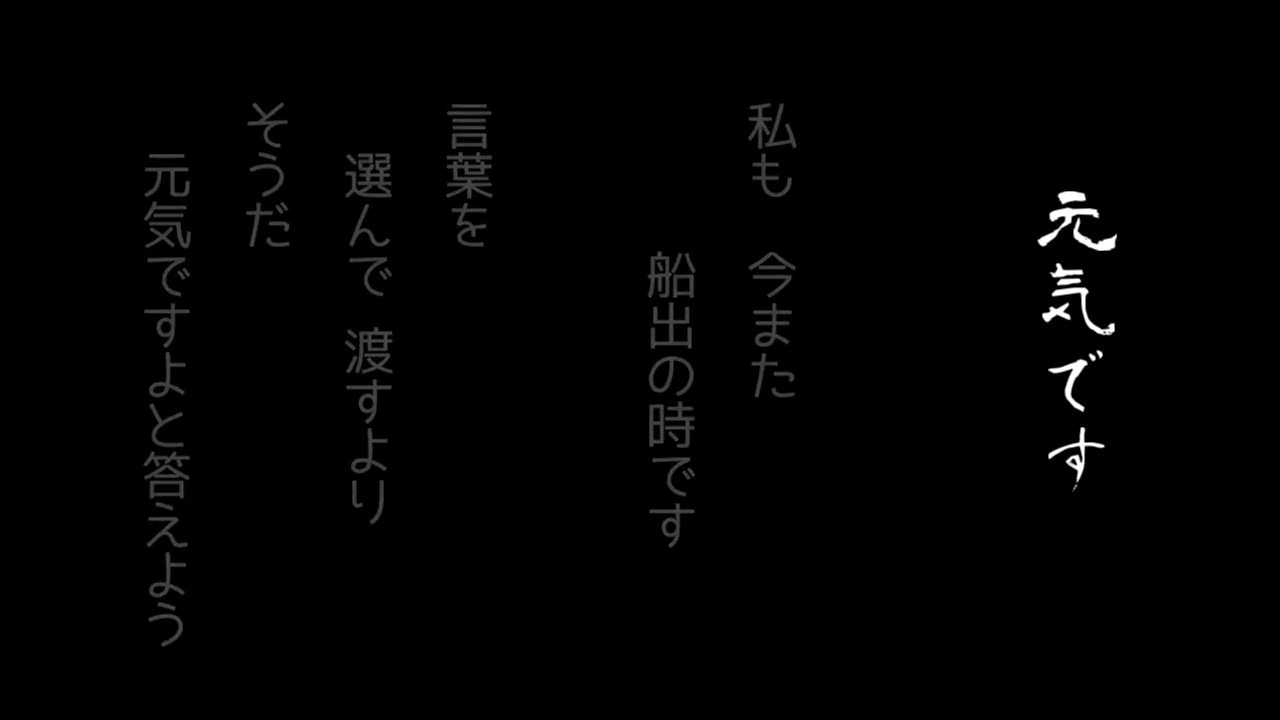 元気です
私も　今また
船出の時です
言葉を
選んで　渡すより
そうだ
元気ですよと答えよう